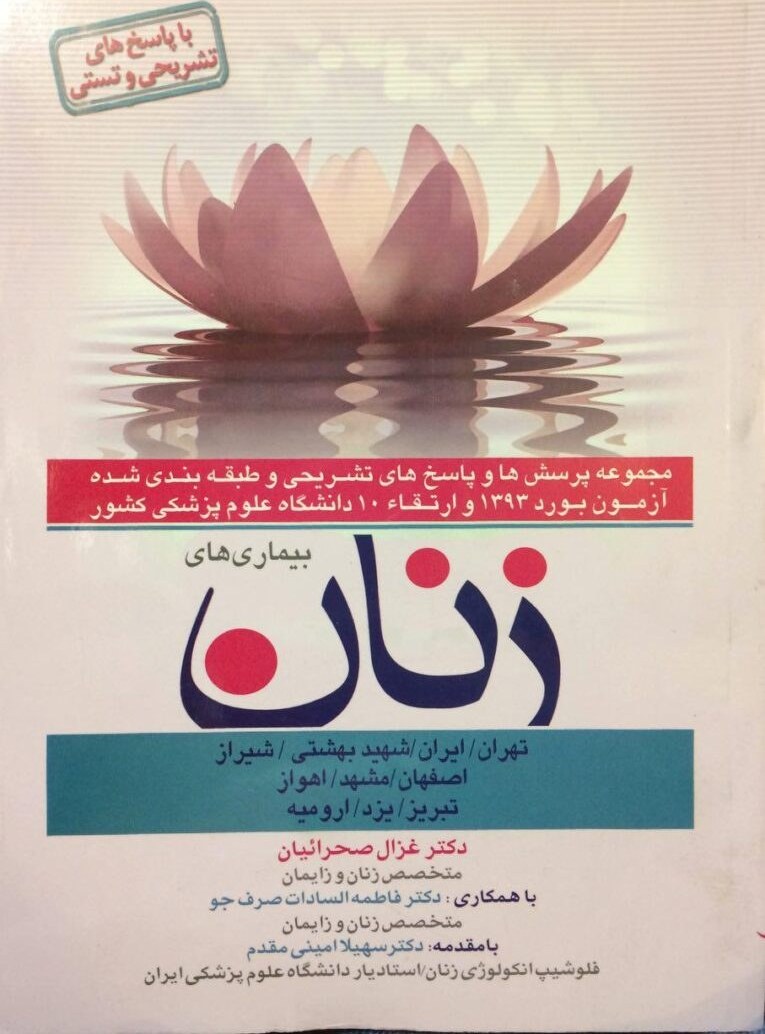 با پاسخ های
تشریحی و تستی
مجموعه پرسش ها و پاسخ های تشریحی و طبقه بندی شده
آزمون بورد ۱۳۹۳ و ارتقاء ۱۰ دانشگاه علوم پزشکی کشور
بیماری‌های
زنان
تهران/ ایران/شهید بهشتی / شیراز
اصفهان/مشهد/ اهواز
تبریز/ یزد/ ارومیه
دکتر غزال صحرائیان
متخصص زنان و زایمان
با همکاری : دکتر فاطمه السادات صرف جو
متخصص زنان و زایمان
بامقدمه: دکتر سهیلا امینی مقدم
فلوشیپ انکولوژی زنان/استادیار دانشگاه علوم پزشکی ایران